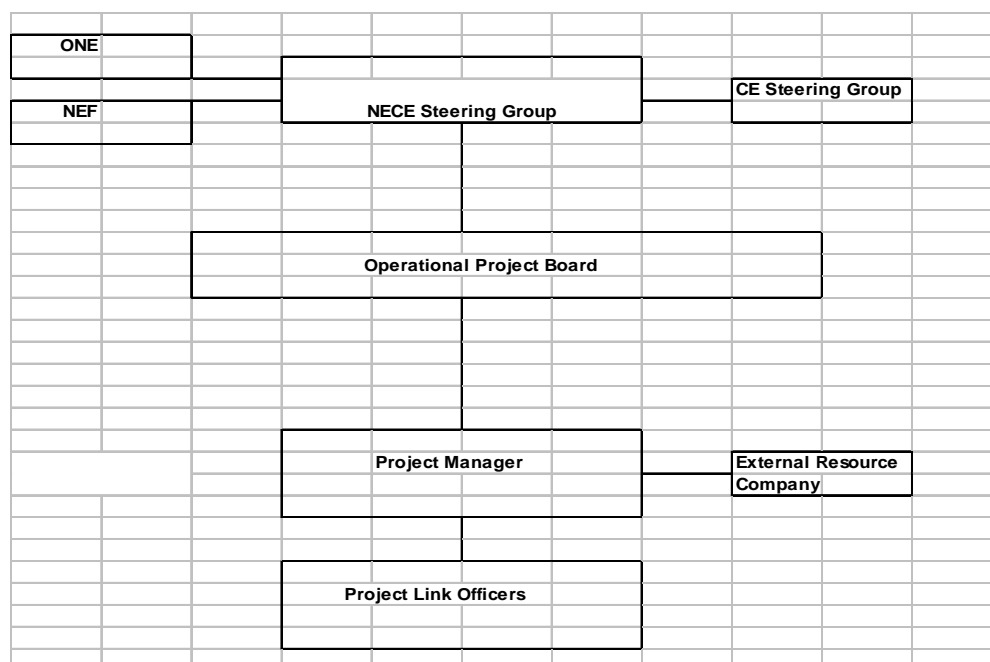 ONE
CE Steering Group
NEF
NECE Steering Group
Operational Project Board
Project Manager
External Resource
Company
Project Link Officers